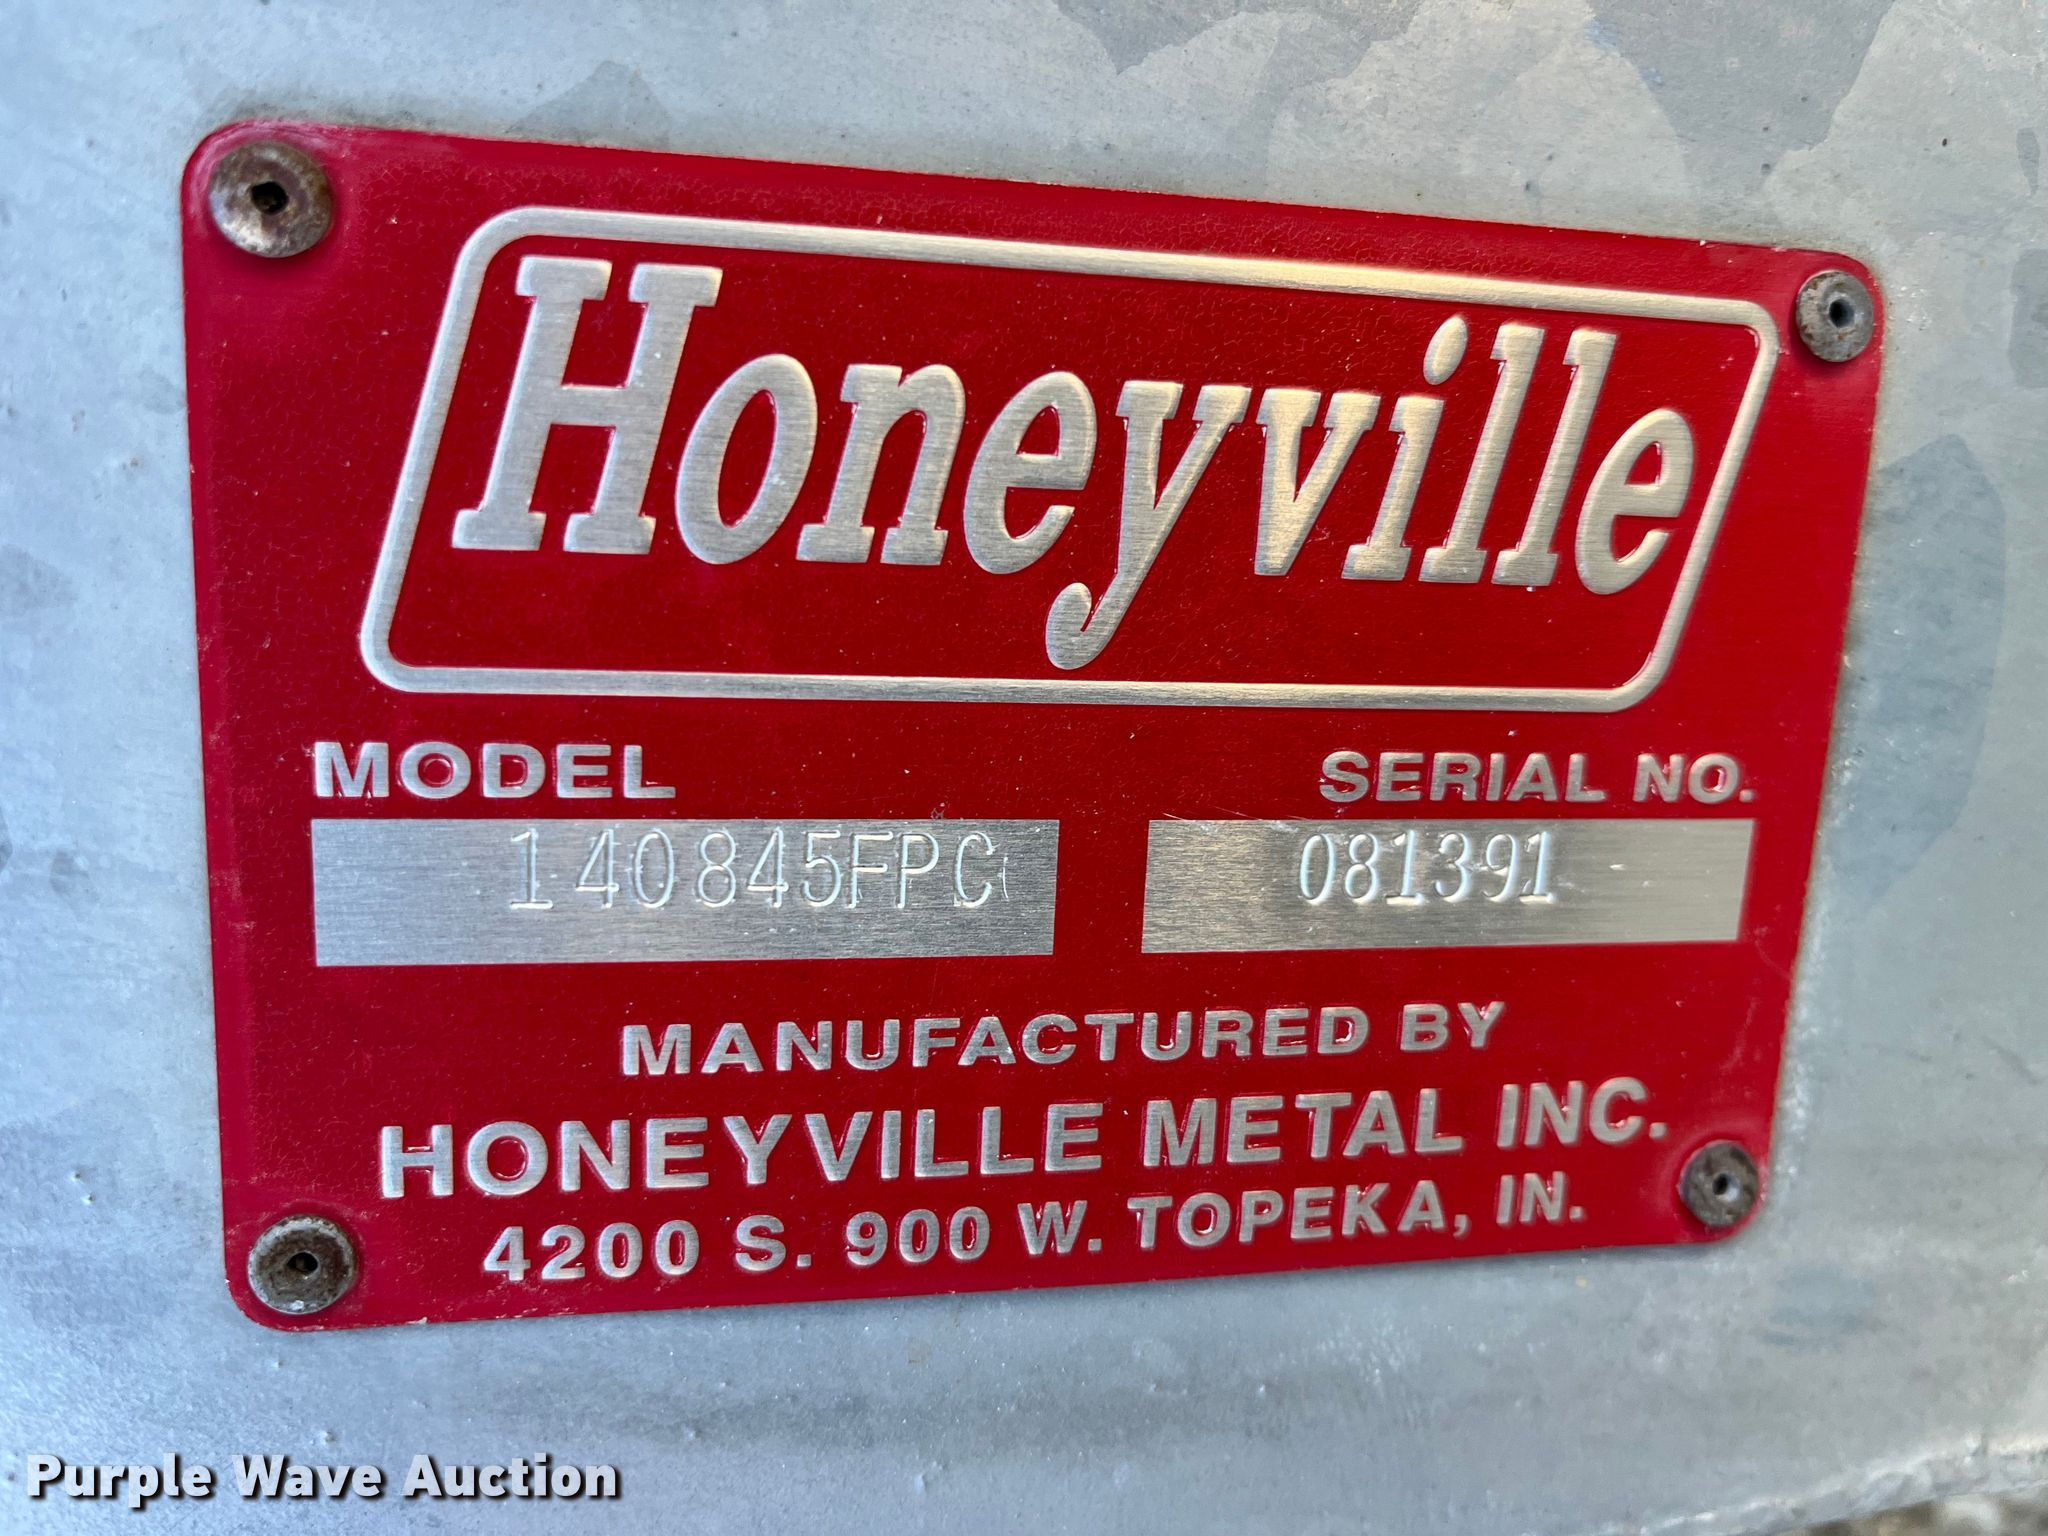 Honeyville
MODEL SERIAL NO.
140845FPC 081391
MANUFACTURED BY
HONEYVILLE METAL INC.
4200 S. 900 W. TOPEKA, IN.
Purple Wave Auction